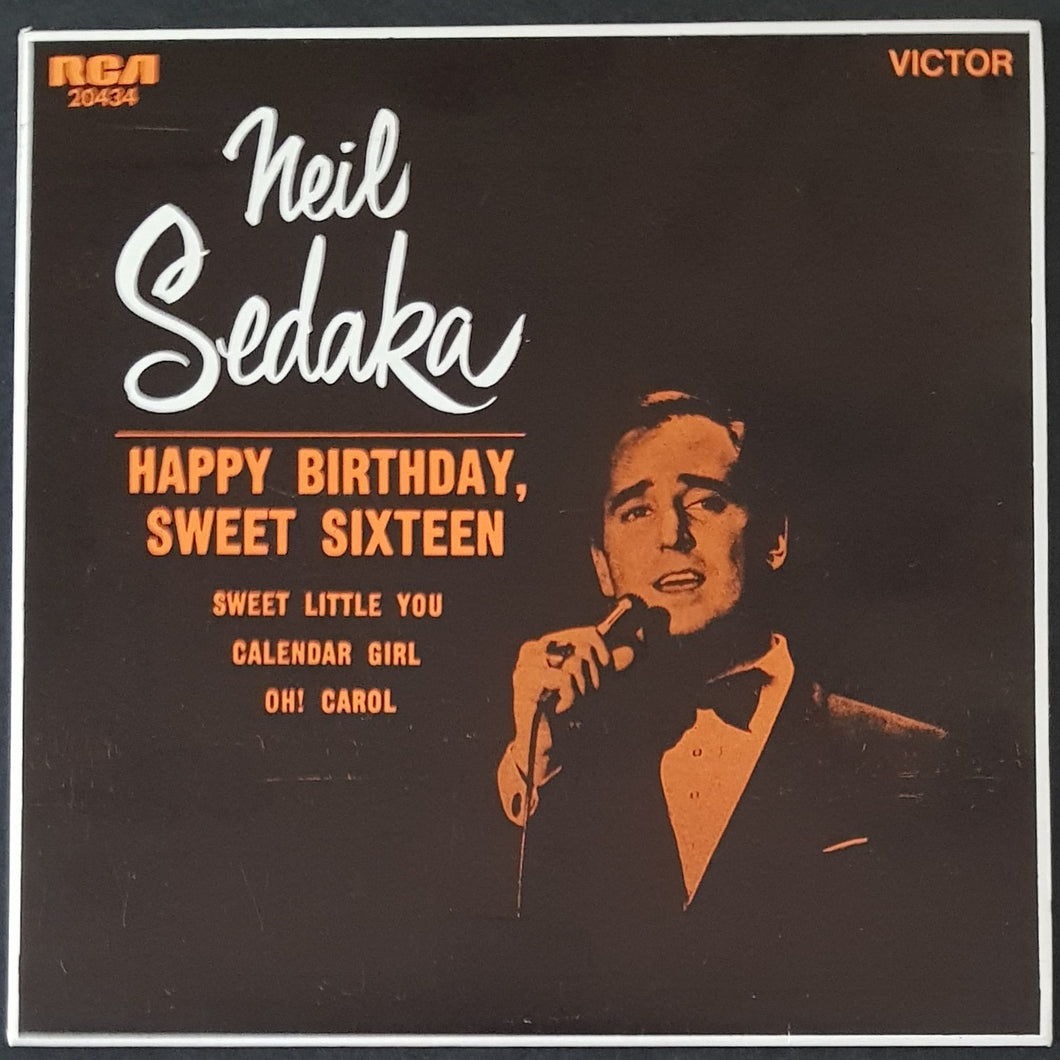 RCA
20434
VICTOR
Neil
Sedaka
HAPPY BIRTHDAY,
SWEET SIXTEEN
SWEET LITTLE YOU
CALENDAR GIRL
OH! CAROL